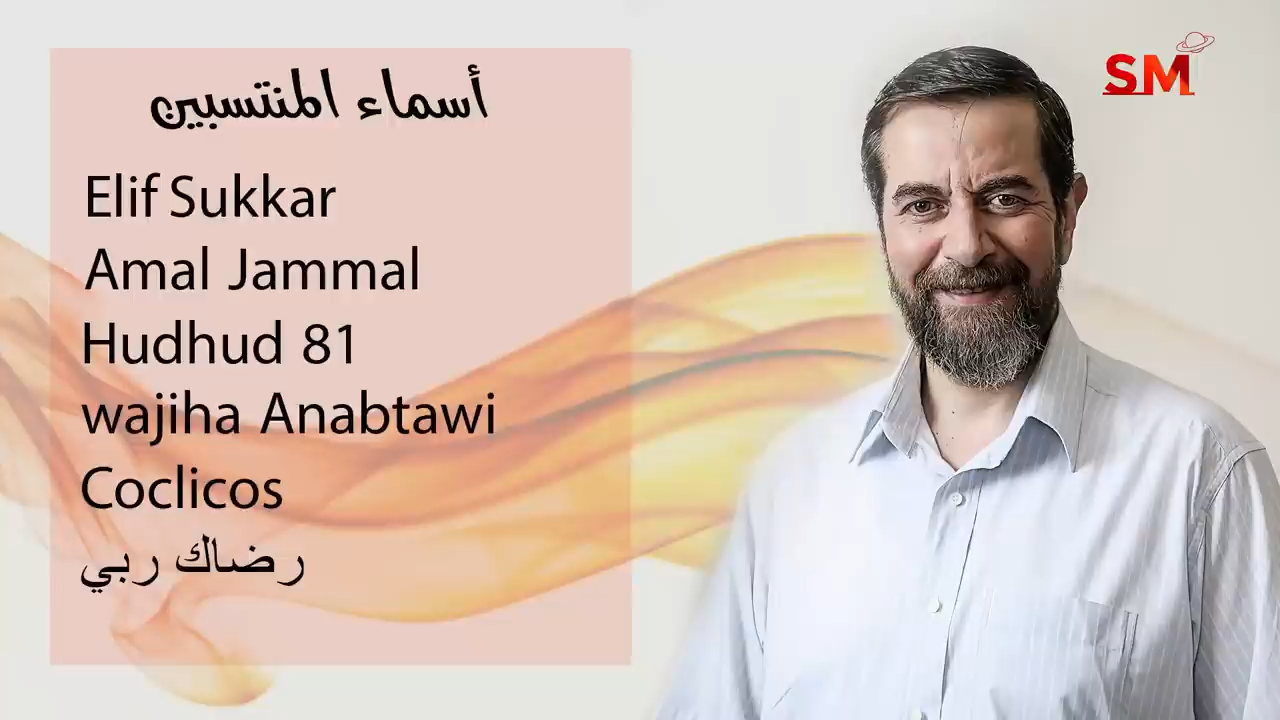 أسماء المنتسبين
Elif Sukkar
Amal Jammal
Hudhud 81
wajiha Anabtawi
Coclicos
رضاك ربي
SM